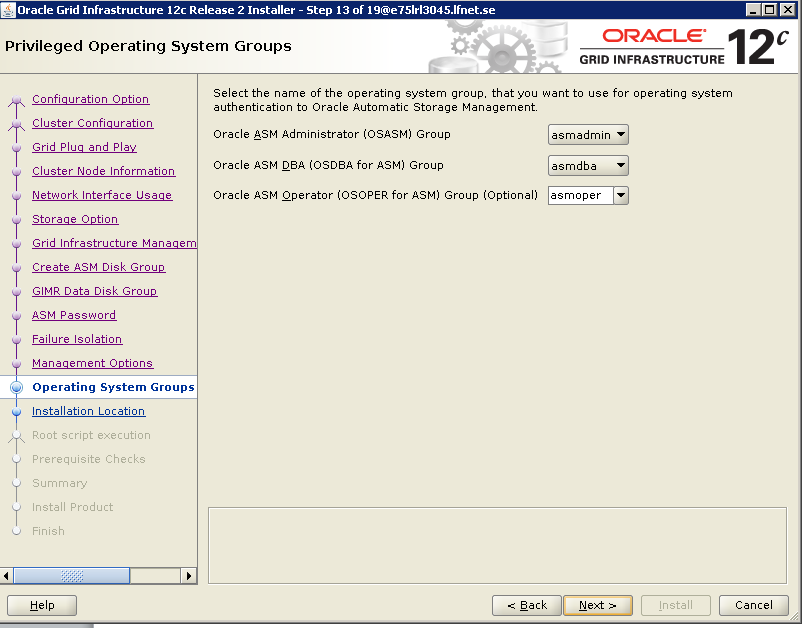 Oracle Grid Infrastructure 12c Release 2 Installer - Step 13 of 19@e75lrl3045.lfnet.se
Privileged Operating System Groups
ORACLE
GRID INFRASTRUCTURE 12c
Configuration Option
Cluster Configuration
Grid Plug and Play
Cluster Node Information
Network Interface Usage
Storage Option
Grid Infrastructure Managem
Create ASM Disk Group
GIMR Data Disk Group
ASM Password
Failure Isolation
Management Options
Operating System Groups
Installation Location
Root script execution
Prerequisite Checks
Summary
Install Product
Finish
Select the name of the operating system group, that you want to use for operating system
authentication to Oracle Automatic Storage Management.
Oracle ASM Administrator (OSASM) Group asmadmin
Oracle ASM DBA (OSDBA for ASM) Group asmdba
Oracle ASM Operator (OSOPER for ASM) Group (Optional) asmoper
Help < Back Next > Install Cancel